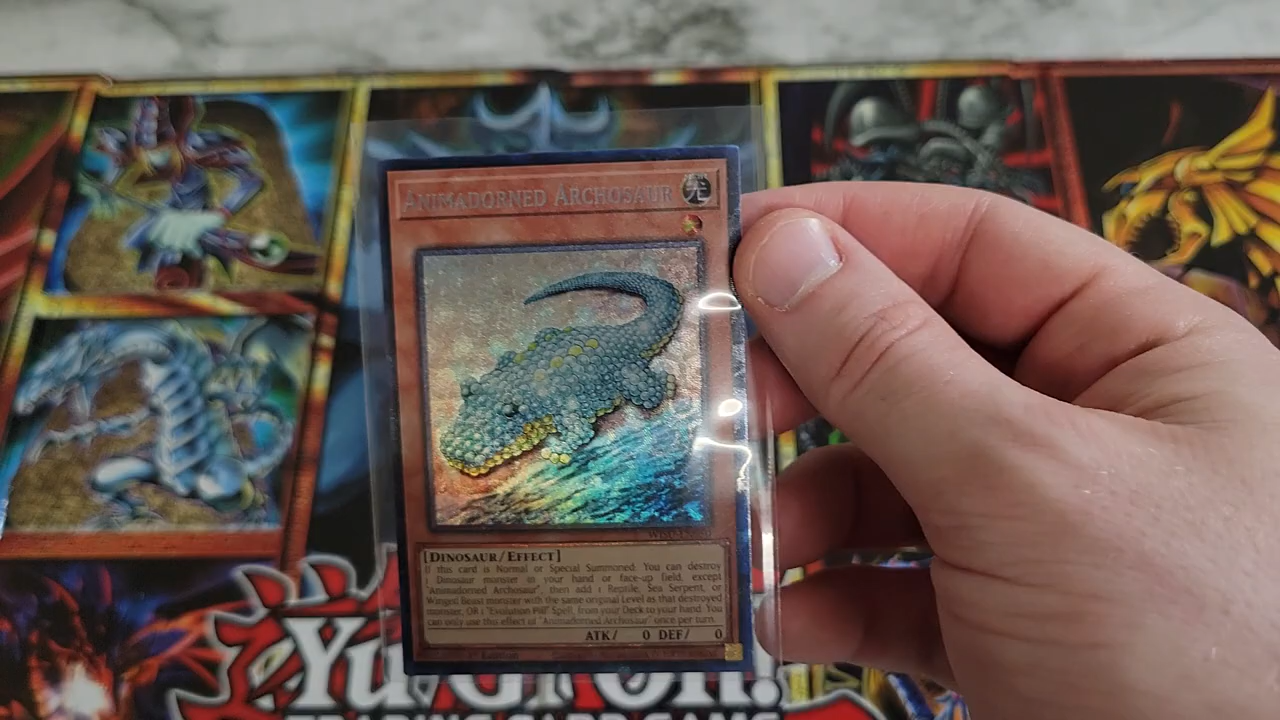 ANIMADORNED ARCHOSAUR
光
[DINOSAUR/EFFECT]
If this card is Normal or Special Summoned: You can destroy
1 Dinosaur monster in your hand or face-up field, except
"Animadorned Archosaur", then add 1 Reptile, Sea Serpent, or
Winged Beast monster with the same original Level as that destroyed
monster, OR 1 "Evolution Pill" Spell, from your Deck to your hand. You
can only use this effect of "Animadorned Archosaur" once per turn.
ATK/ 0 DEF/ 0
Edition
Yu-Gi-Oh!
TRADING CARD GAME